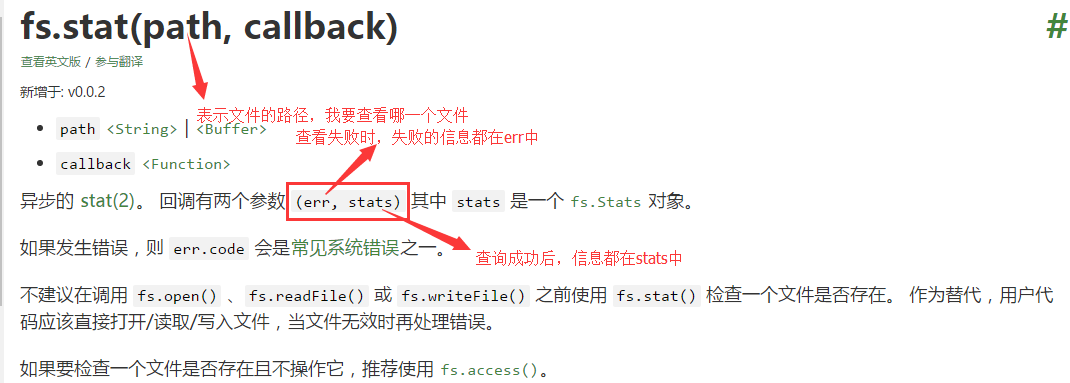 fs.stat(path, callback) #
查看英文版 / 参与翻译
新增于: v0.0.2
表示文件的路径，我要查看哪一个文件
path <String> | <Buffer>
查看失败时，失败的信息都在err中
callback <Function>
异步的 stat(2)。 回调有两个参数 (err, stats) 其中 stats 是一个 fs.Stats 对象。
如果发生错误，则 err.code 会是常见系统错误之一。
查询成功后，信息都在stats中
不建议在调用 fs.open() 、fs.readFile() 或 fs.writeFile() 之前使用 fs.stat() 检查一个文件是否存在。 作为替代，用户代
码应该直接打开/读取/写入文件，当文件无效时再处理错误。
如果要检查一个文件是否存在且不操作它，推荐使用 fs.access()。